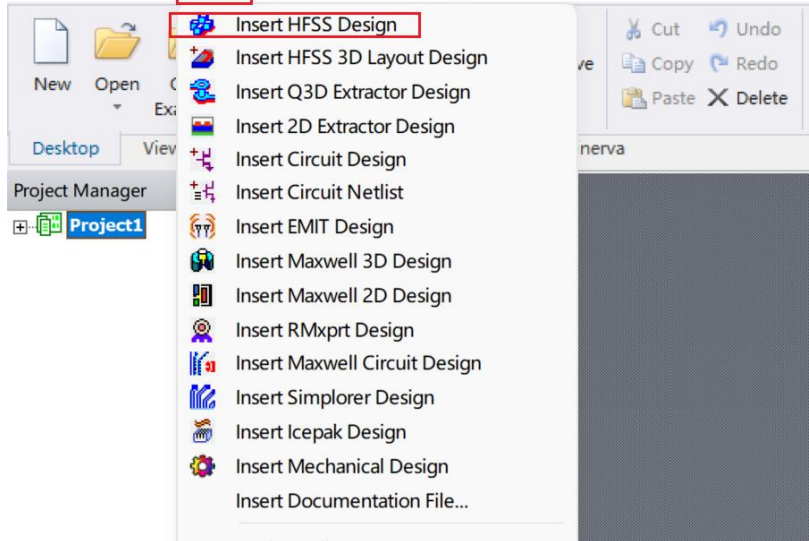 Insert HFSS Design
Insert HFSS 3D Layout Design
Insert Q3D Extractor Design
Insert 2D Extractor Design
Insert Circuit Design
Insert Circuit Netlist
Insert EMIT Design
Insert Maxwell 3D Design
Insert Maxwell 2D Design
Insert RMxprt Design
Insert Maxwell Circuit Design
Insert Simplorer Design
Insert Icepak Design
Insert Mechanical Design
Insert Documentation File...
New Open
Cut Undo
Copy Redo
Paste Delete
Desktop
Project Manager
Project1